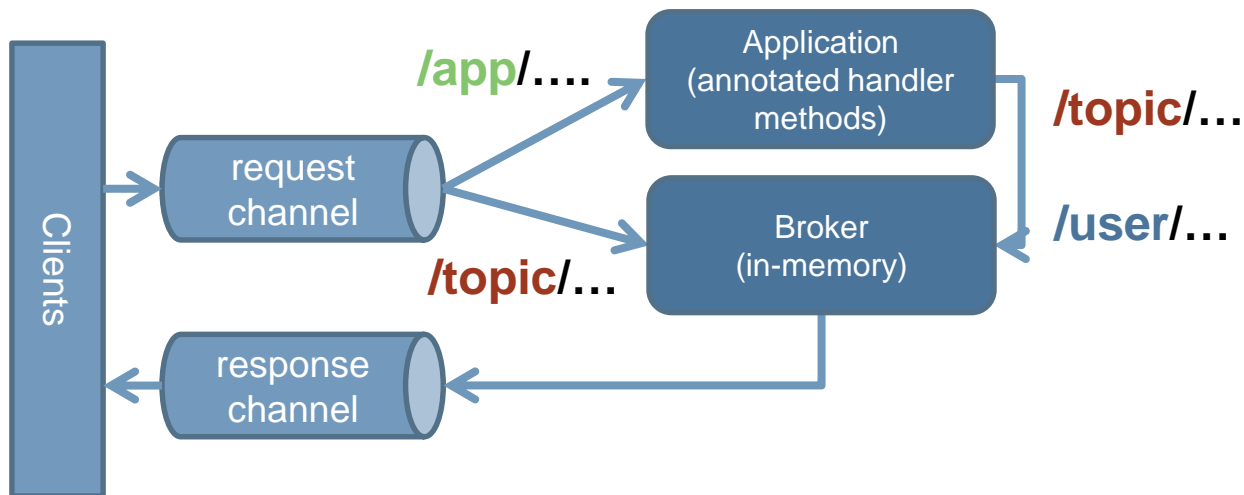 Clients
request
channel
/app/….
/topic/…
Application
(annotated handler
methods)
Broker
(in-memory)
/topic/…
/user/…
response
channel